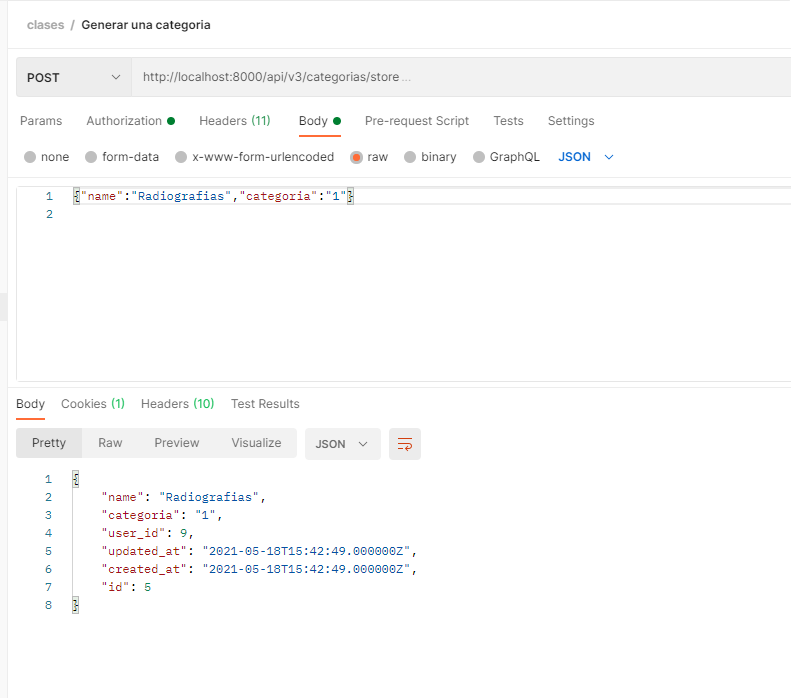 clases / Generar una categoria
POST http://localhost:8000/api/v3/categorias/store ...
Params Authorization Headers (11) Body Pre-request Script Tests Settings
none form-data x-www-form-urlencoded raw binary GraphQL JSON
1 {"name":"Radiografias","categoria":"1"}
2
Body Cookies (1) Headers (10) Test Results
Pretty Raw Preview Visualize JSON
1 {
2 "name": "Radiografias",
3 "categoria": "1",
4 "user_id": 9,
5 "updated_at": "2021-05-18T15:42:49.000000Z",
6 "created_at": "2021-05-18T15:42:49.000000Z",
7 "id": 5
8 }